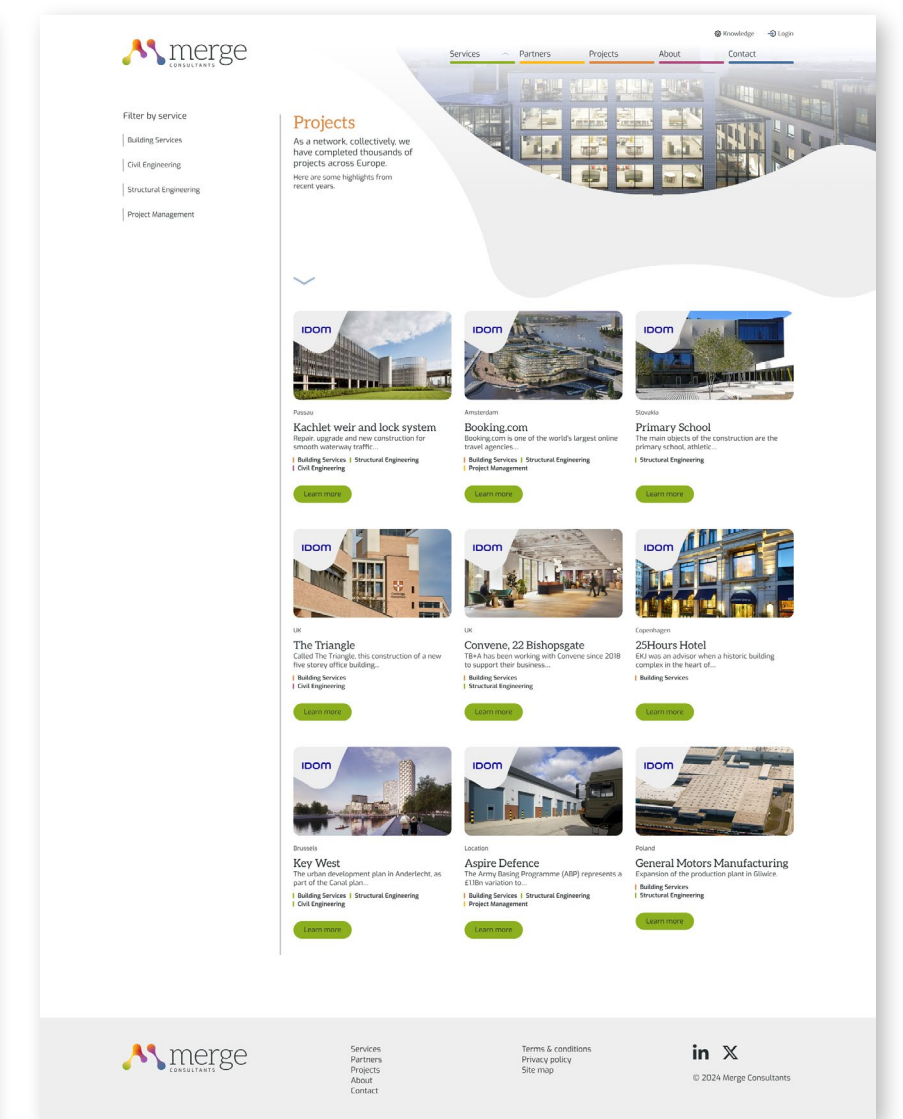 merge
CONSULTANTS
Knowledge Login
Services Partners Projects About Contact
Filter by service
Building Services
Civil Engineering
Structural Engineering
Project Management
Projects
As a network, collectively, we
have completed thousands of
projects across Europe.
Here are some highlights from
recent years.
IDOM
Passau
Kachlet weir and lock system
Repair, upgrade and new construction for
smooth waterway traffic...
Building Services Structural Engineering
Civil Engineering
Learn more
IDOM
Amsterdam
Booking.com
Booking.com is one of the world's largest online
travel agencies...
Building Services Structural Engineering
Project Management
Learn more
IDOM
Slovakia
Primary School
The main objects of the construction are the
primary school, athletic...
Structural Engineering
Learn more
IDOM
UK
The Triangle
Called The Triangle, this construction of a new
five storey office building...
Building Services
Civil Engineering
Learn more
IDOM
UK
Convene, 22 Bishopsgate
TB+A has been working with Convene since 2018
to support their business...
Building Services
Structural Engineering
Learn more
IDOM
Copenhagen
25Hours Hotel
EKJ was an advisor when a historic building
complex in the heart of...
Building Services
Learn more
IDOM
Brussels
Key West
The urban development plan in Anderlecht, as
part of the Canal plan...
Building Services Structural Engineering
Civil Engineering
Learn more
IDOM
Location
Aspire Defence
The Army Basing Programme (ABP) represents a
£1.1Bn variation to...
Building Services Structural Engineering
Project Management
Learn more
IDOM
Poland
General Motors Manufacturing
Expansion of the production plant in Gliwice.
Building Services
Structural Engineering
Learn more
merge
CONSULTANTS
Services
Partners
Projects
About
Contact
Terms & conditions
Privacy policy
Site map
in X
© 2024 Merge Consultants